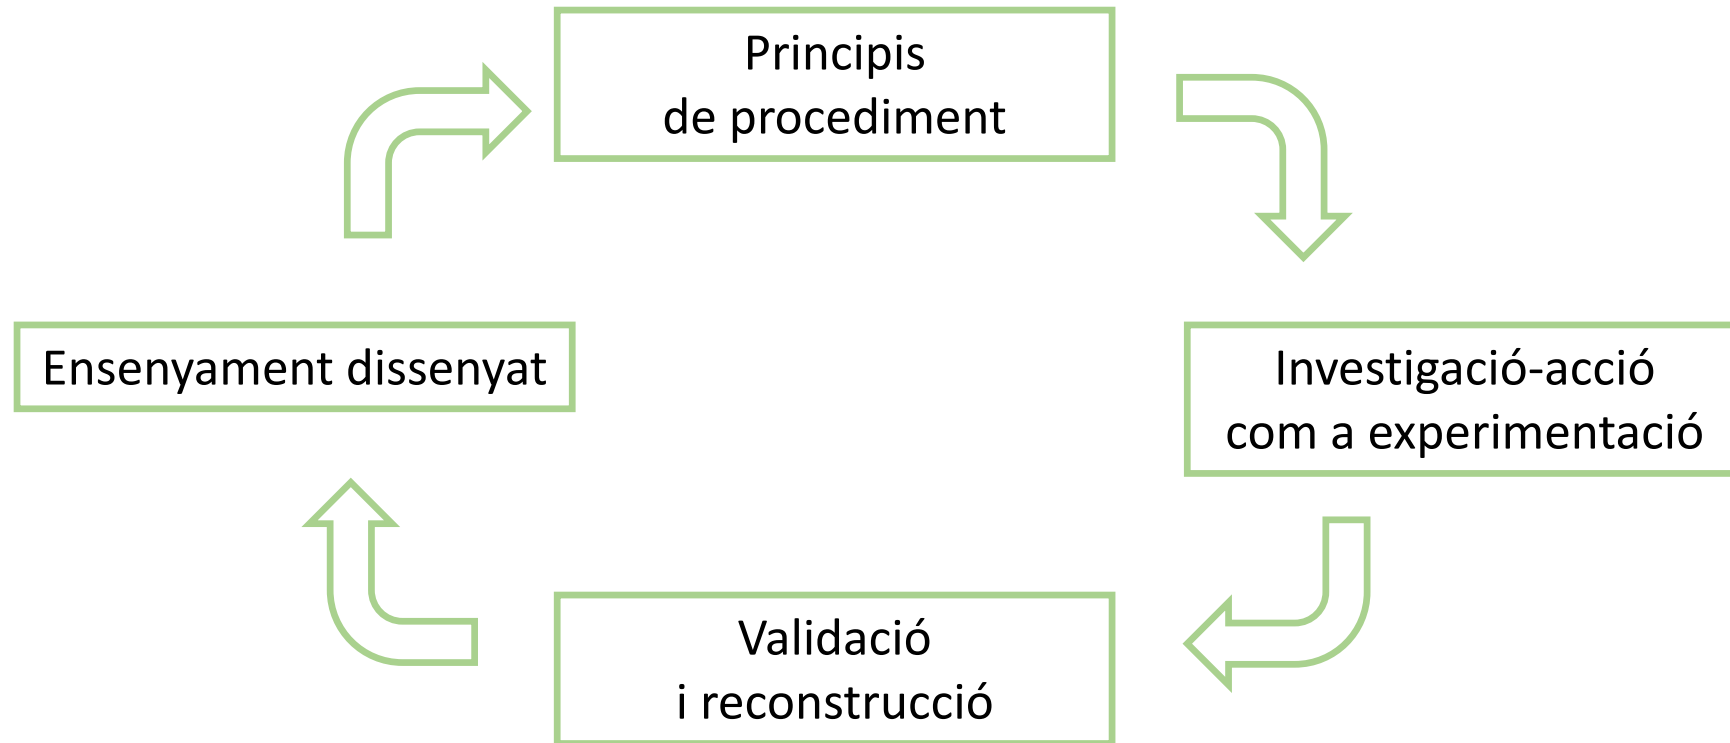 Principis
de procediment
Ensenyament dissenyat
Investigació-acció
com a experimentació
Validació
i reconstrucció